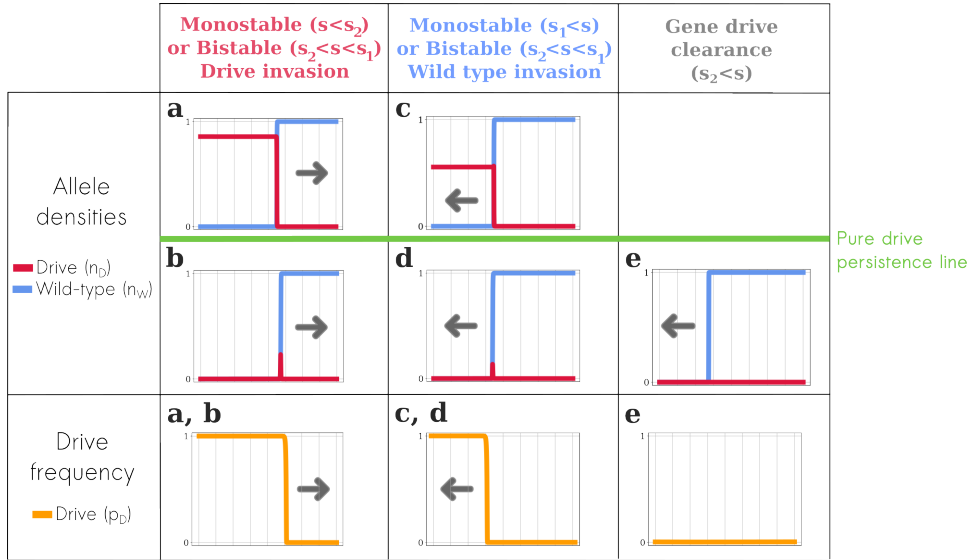 Monostable (s<s2)
or Bistable (s2<s<s1)
Drive invasion
Monostable (s1<s)
or Bistable (s2<s<s1)
Wild type invasion
Gene drive
clearance
(s2<s)
Allele
densities
Drive (nD)
Wild-type (nW)
a
1
0
c
1
0
Pure drive
persistence line
b
1
0
d
1
0
e
1
0
Drive
frequency
Drive (pD)
a, b
1
0
c, d
1
0
e
1
0